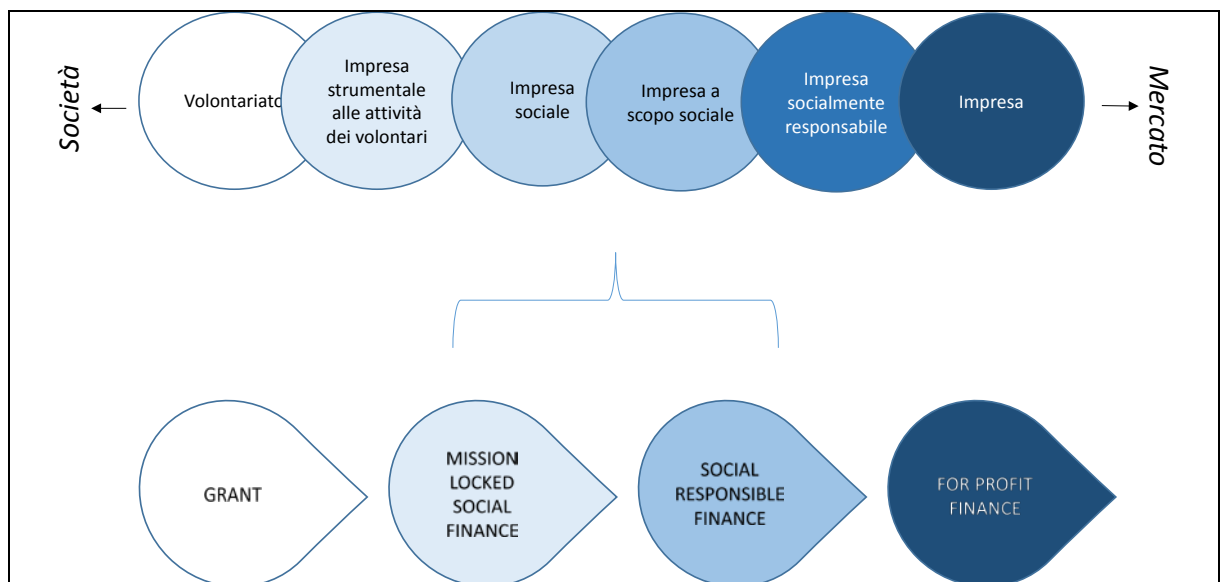 Società
Volontariato
Impresa
strumentale
alle attività
dei volontari
Impresa
sociale
Impresa a
scopo sociale
Impresa
socialmente
responsabile
Impresa
Mercato
GRANT
MISSION
LOCKED
SOCIAL
FINANCE
SOCIAL
RESPONSIBLE
FINANCE
FOR PROFIT
FINANCE